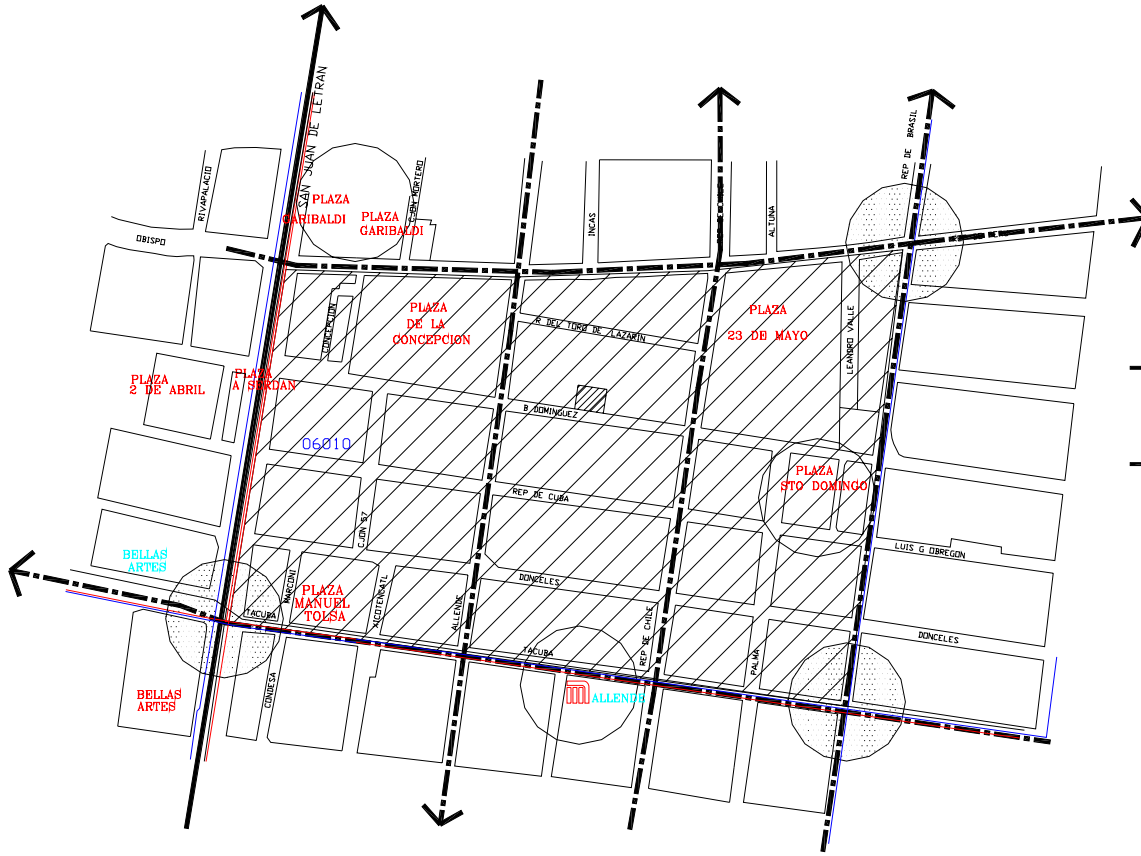 SAN JUAN DE LETRAN
REP DE BRASIL
RIVAPALACIO
CJON MORTERO
PLAZA
GARIBALDI
PLAZA
GARIBALDI
OBISPO
INCAS
ALTUNA
CONCEPCION
PLAZA
DE LA
CONCEPCION
R DEL TORO DE LAZARIN
PLAZA
23 DE MAYO
LEANDRO VALLE
PLAZA
2 DE ABRIL
PLAZA
A SERDAN
B DOMINGUEZ
06010
PLAZA
STO DOMINGO
REP DE CUBA
CJON 57
LUIS G OBREGON
BELLAS
ARTES
MARCONI
PLAZA
MANUEL
TOLSA
XICOTENCATL
ALLENDE
DONCELES
TACUBA
REP DE CHILE
DONCELES
TACUBA
PALMA
CONDESA
BELLAS
ARTES
ALLENDE